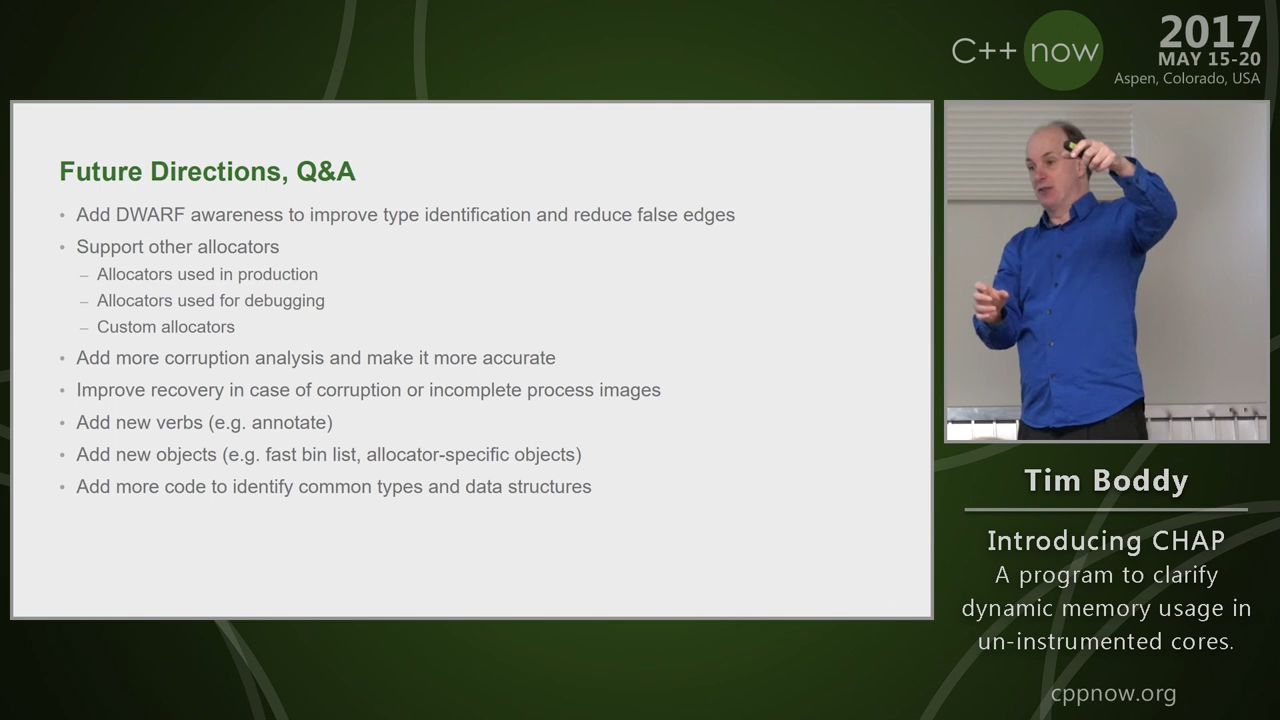 C++ now
2017
MAY 15-20
Aspen, Colorado, USA
Future Directions, Q&A
• Add DWARF awareness to improve type identification and reduce false edges
• Support other allocators
– Allocators used in production
– Allocators used for debugging
– Custom allocators
• Add more corruption analysis and make it more accurate
• Improve recovery in case of corruption or incomplete process images
• Add new verbs (e.g. annotate)
• Add new objects (e.g. fast bin list, allocator-specific objects)
• Add more code to identify common types and data structures
Tim Boddy
Introducing CHAP
A program to clarify
dynamic memory usage in
un-instrumented cores.
cppnow.org